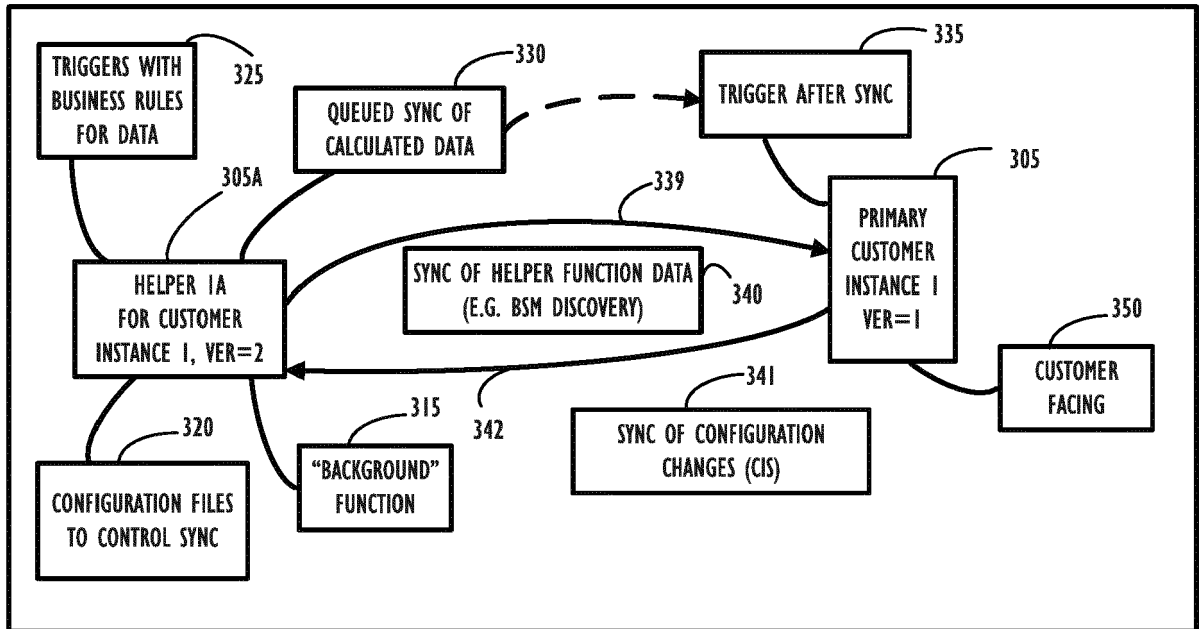 TRIGGERS WITH
BUSINESS RULES
FOR DATA
325
330
QUEUED SYNC OF
CALCULATED DATA
335
TRIGGER AFTER SYNC
305A
339
305
HELPER 1A
FOR CUSTOMER
INSTANCE 1, VER=2
SYNC OF HELPER FUNCTION DATA
(E.G. BSM DISCOVERY)
340
PRIMARY
CUSTOMER
INSTANCE 1
VER=1
350
CUSTOMER
FACING
341
342
SYNC OF CONFIGURATION
CHANGES (CIS)
320
CONFIGURATION FILES
TO CONTROL SYNC
315
“BACKGROUND”
FUNCTION